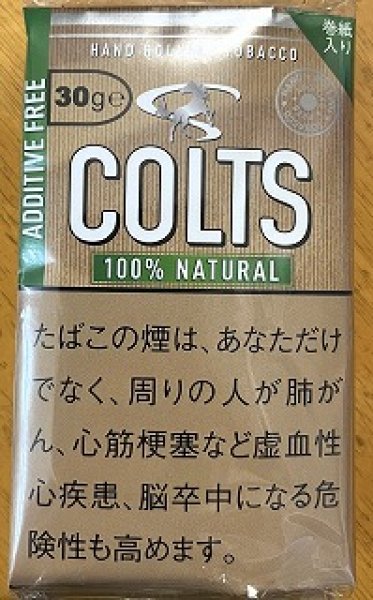 HAND ROLLING TOBACCO
巻紙
入り
30g℮
ADDITIVE FREE
COLTS
100% NATURAL
たばこの煙は、あなただけ
でなく、周りの人が肺が
ん、心筋梗塞など虚血性
心疾患、脳卒中になる危
険性も高めます。